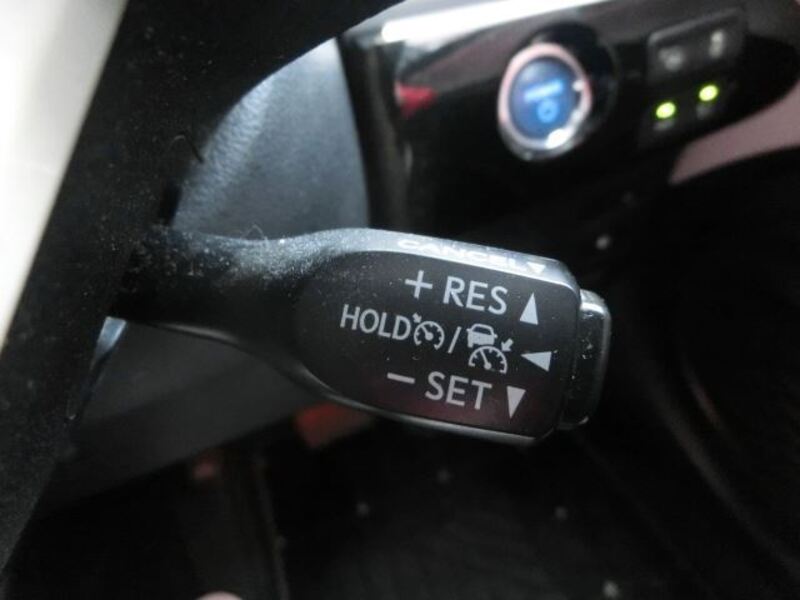 CANCEL ▼
+ RES ▲
HOLD / ◄
− SET ▼